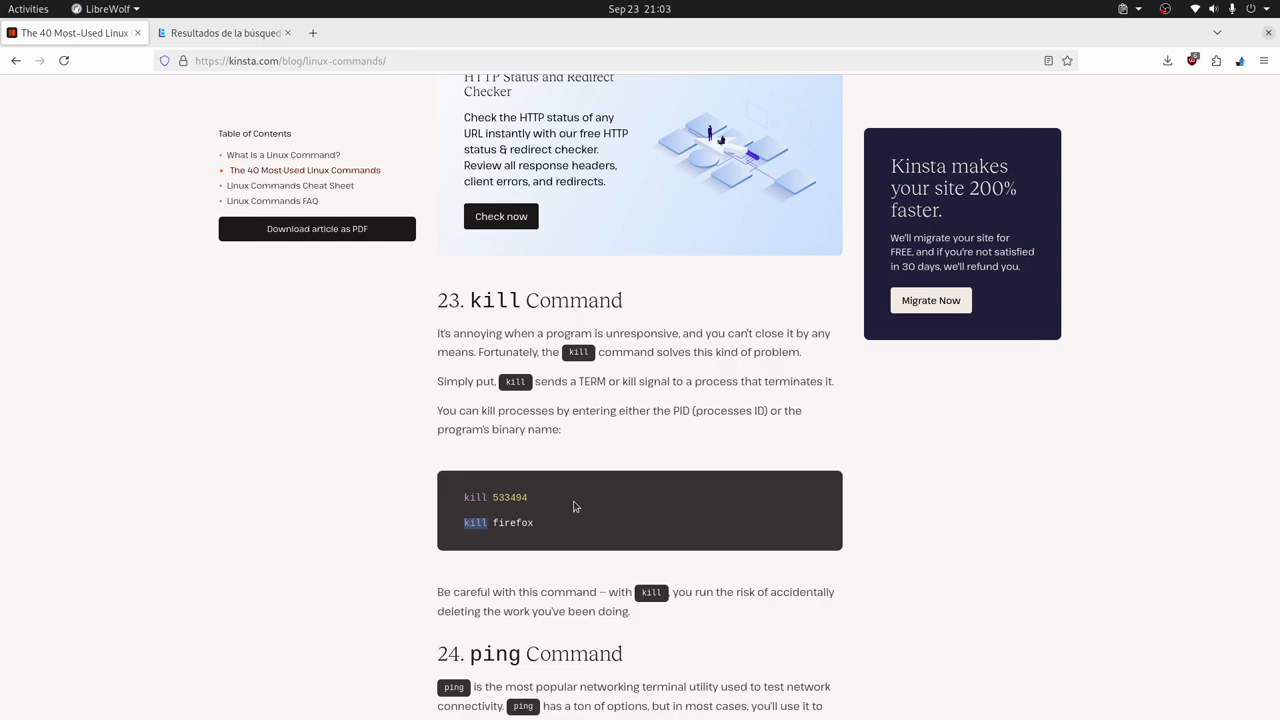 Activities
LibreWolf
Sep 23 21:03
The 40 Most-Used Linux
Resultados de la búsqued
https://kinsta.com/blog/linux-commands/
6
Table of Contents
What Is a Linux Command?
The 40 Most-Used Linux Commands
Linux Commands Cheat Sheet
Linux Commands FAQ
Download article as PDF
HTTP Status and Redirect
Checker
Check the HTTP status of any
URL instantly with our free HTTP
status & redirect checker.
Review all response headers,
client errors, and redirects.
Check now
Kinsta makes
your site 200%
faster.
We'll migrate your site for
FREE, and if you're not satisfied
in 30 days, we'll refund you.
Migrate Now
23. kill Command
It's annoying when a program is unresponsive, and you can't close it by any
means. Fortunately, the kill command solves this kind of problem.
Simply put, kill sends a TERM or kill signal to a process that terminates it.
You can kill processes by entering either the PID (processes ID) or the
program's binary name:
kill 533494
kill firefox
Be careful with this command – with kill, you run the risk of accidentally
deleting the work you've been doing.
24. ping Command
ping is the most popular networking terminal utility used to test network
connectivity. ping has a ton of options, but in most cases, you'll use it to